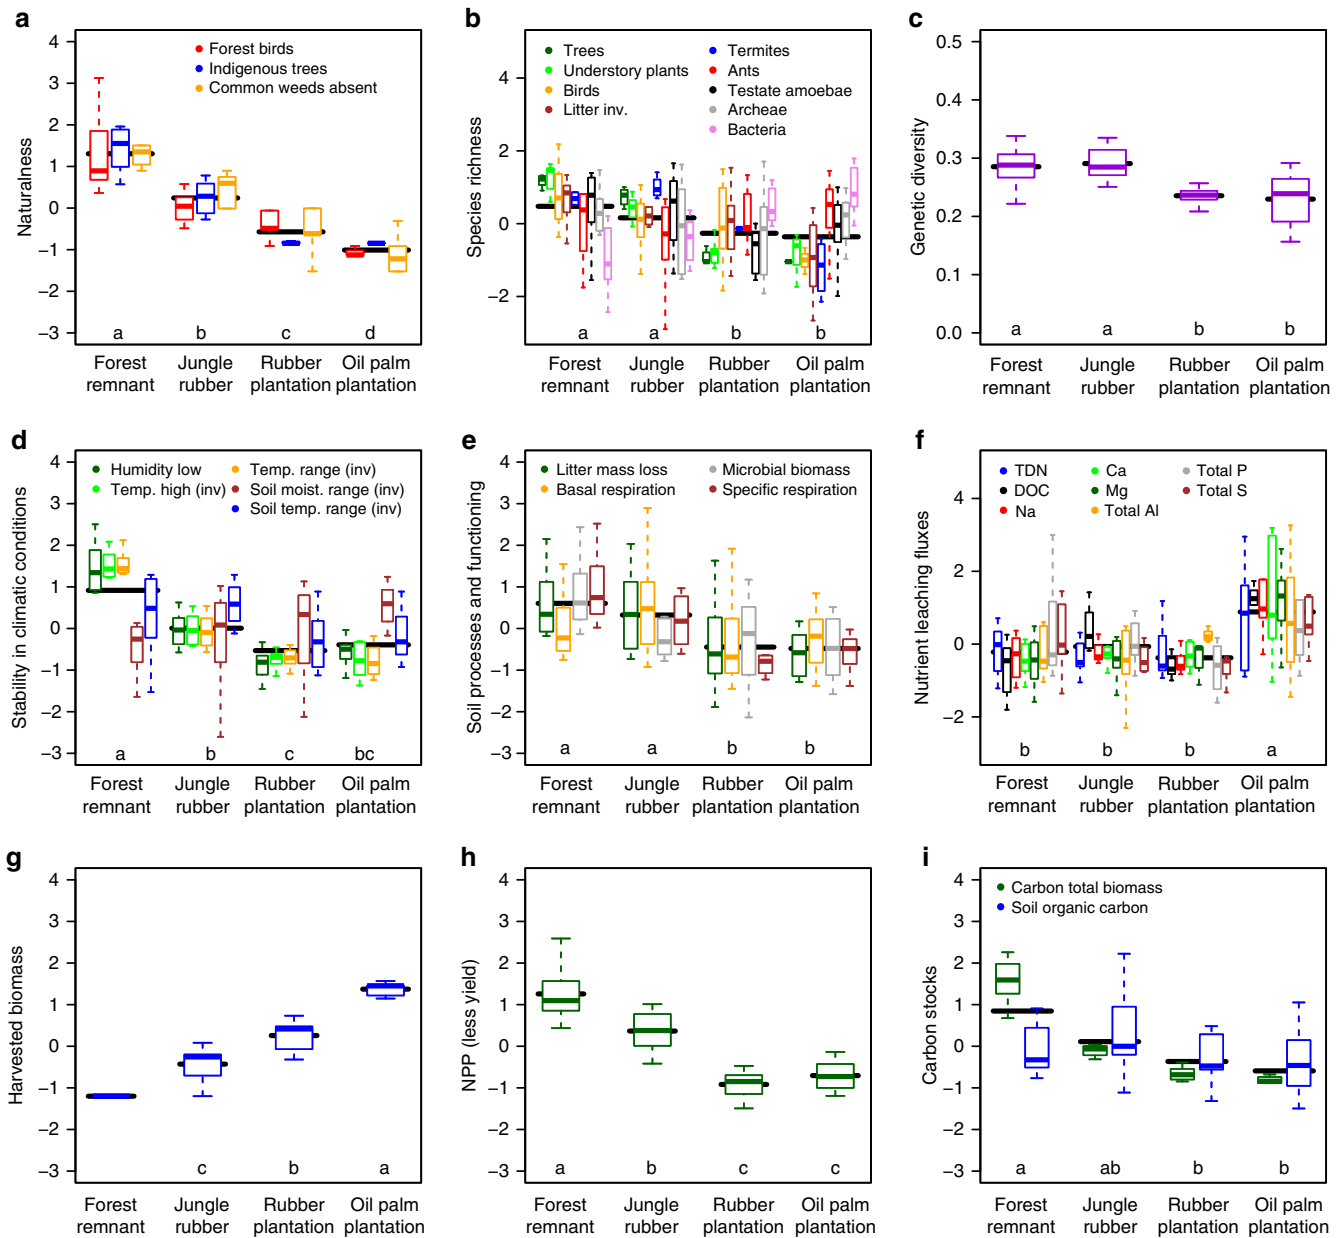 a
Naturalness
4
3
2
1
0
−1
−2
−3
Forest birds
Indigenous trees
Common weeds absent
a b c d
Forest remnant
Jungle rubber
Rubber plantation
Oil palm plantation
b
Species richness
4
2
0
−2
Trees
Understory plants
Birds
Litter inv.
Termites
Ants
Testate amoebae
Archeae
Bacteria
a a b b
Forest remnant
Jungle rubber
Rubber plantation
Oil palm plantation
c
Genetic diversity
0.5
0.4
0.3
0.2
0.1
0.0
a a b b
Forest remnant
Jungle rubber
Rubber plantation
Oil palm plantation
d
Stability in climatic conditions
4
3
2
1
0
−1
−2
−3
Humidity low
Temp. high (inv)
Temp. range (inv)
Soil moist. range (inv)
Soil temp. range (inv)
a b c bc
Forest remnant
Jungle rubber
Rubber plantation
Oil palm plantation
e
Soil processes and functioning
4
3
2
1
0
−1
−2
−3
Litter mass loss
Basal respiration
Microbial biomass
Specific respiration
a a b b
Forest remnant
Jungle rubber
Rubber plantation
Oil palm plantation
f
Nutrient leaching fluxes
4
2
0
−2
TDN
DOC
Na
Ca
Mg
Total Al
Total P
Total S
b b b a
Forest remnant
Jungle rubber
Rubber plantation
Oil palm plantation
g
Harvested biomass
4
3
2
1
0
−1
−2
−3
c b a
Forest remnant
Jungle rubber
Rubber plantation
Oil palm plantation
h
NPP (less yield)
4
3
2
1
0
−1
−2
−3
a b c c
Forest remnant
Jungle rubber
Rubber plantation
Oil palm plantation
i
Carbon stocks
4
3
2
1
0
−1
−2
−3
Carbon total biomass
Soil organic carbon
a ab b b
Forest remnant
Jungle rubber
Rubber plantation
Oil palm plantation